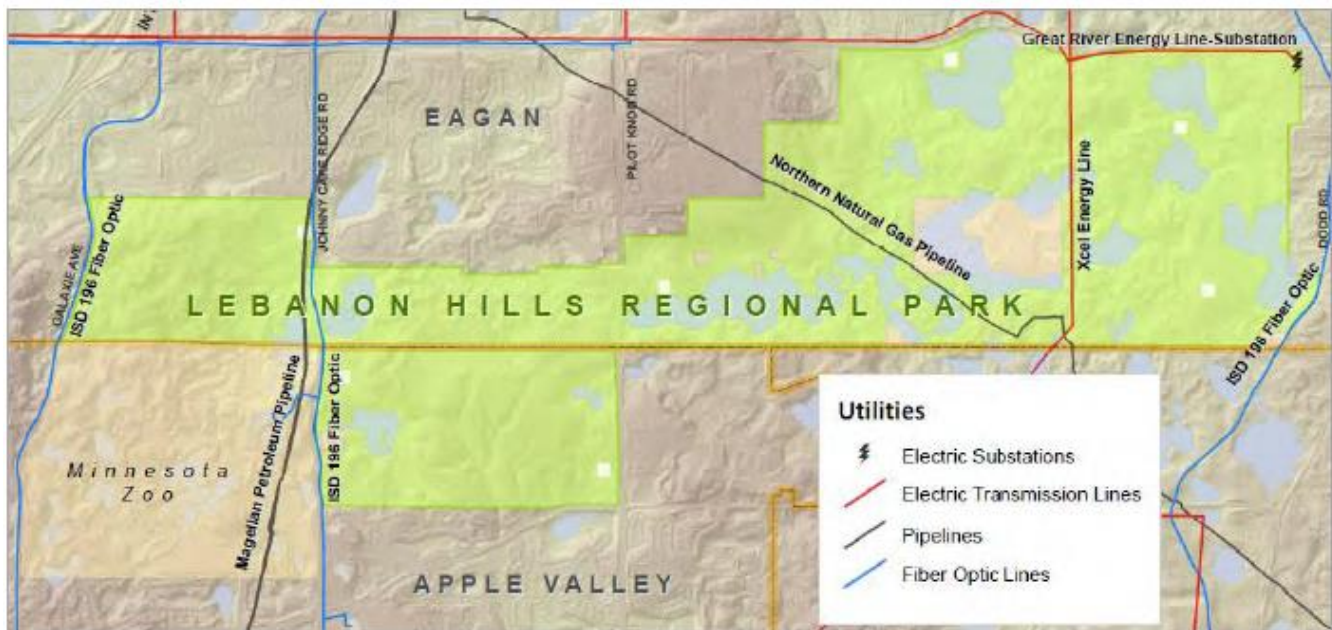 Great River Energy Line-Substation
EAGAN
JOHNNY CAKE RIDGE RD
PILOT KNOB RD
Northern Natural Gas Pipeline
Xcel Energy Line
DODD RD
GALAXIE AVE
ISD 196 Fiber Optic
LEBANON HILLS REGIONAL PARK
ISD 196 Fiber Optic
Magellan Petroleum Pipeline
ISD 196 Fiber Optic
Minnesota
Zoo
APPLE VALLEY
Utilities
Electric Substations
Electric Transmission Lines
Pipelines
Fiber Optic Lines